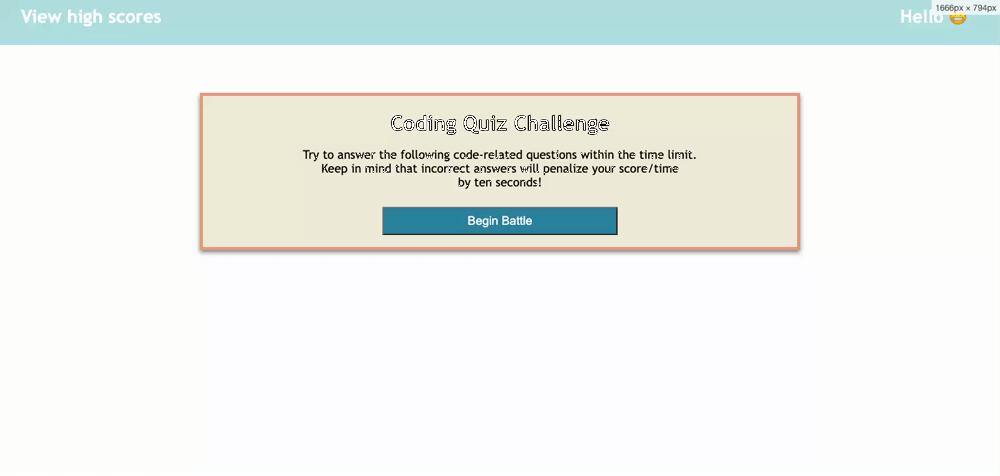 View high scores
Hello 😊
1666px × 794px
Coding Quiz Challenge
Try to answer the following code-related questions within the time limit.
Keep in mind that incorrect answers will penalize your score/time
by ten seconds!
Begin Battle